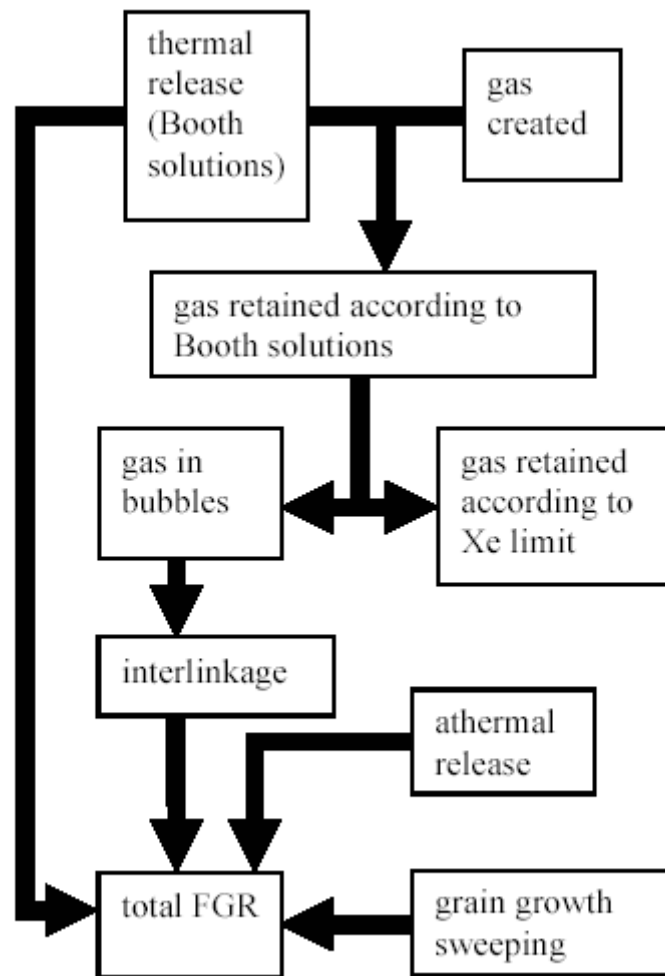 thermal
release
(Booth
solutions)
gas
created
gas retained according to
Booth solutions
gas in
bubbles
gas retained
according to
Xe limit
interlinkage
athermal
release
total FGR
grain growth
sweeping